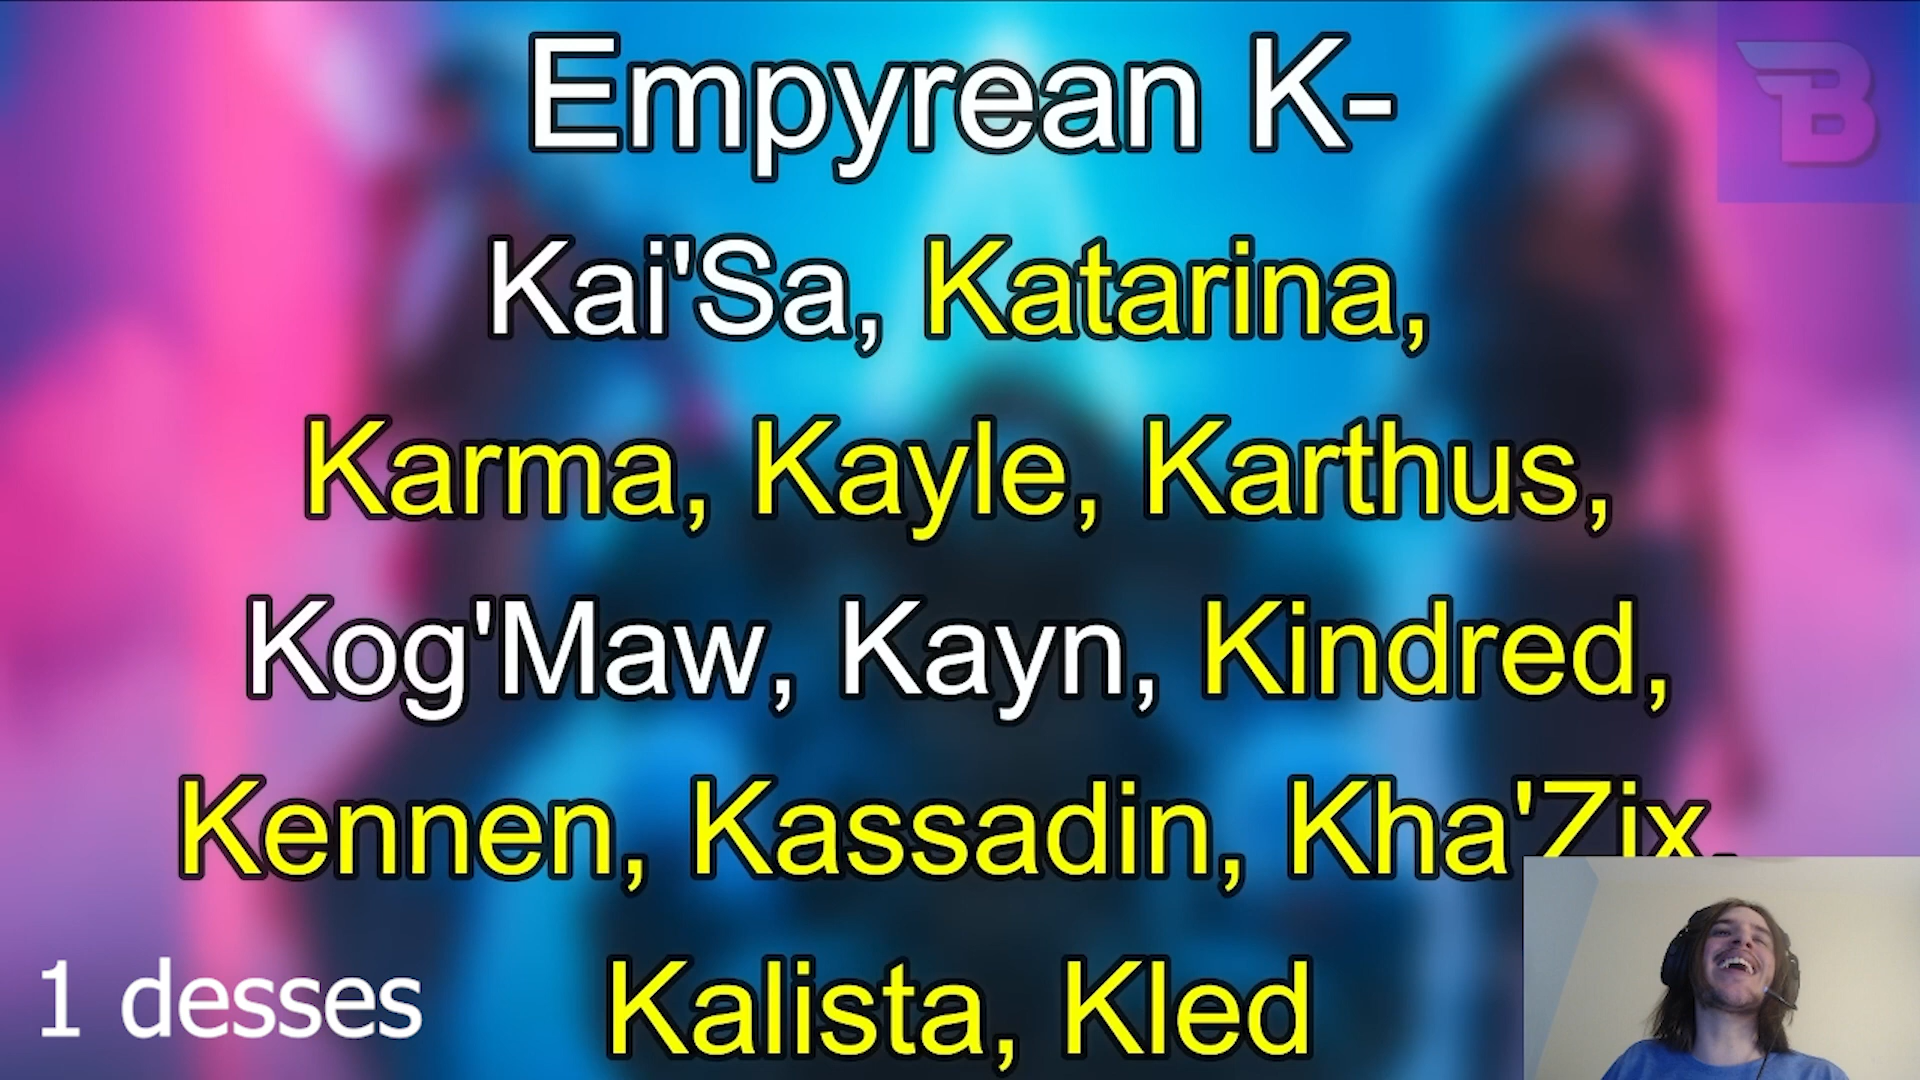 Empyrean K-
Kai'Sa, Katarina,
Karma, Kayle, Karthus,
Kog'Maw, Kayn, Kindred,
Kennen, Kassadin, Kha'Zix,
Kalista, Kled
1 desses
B